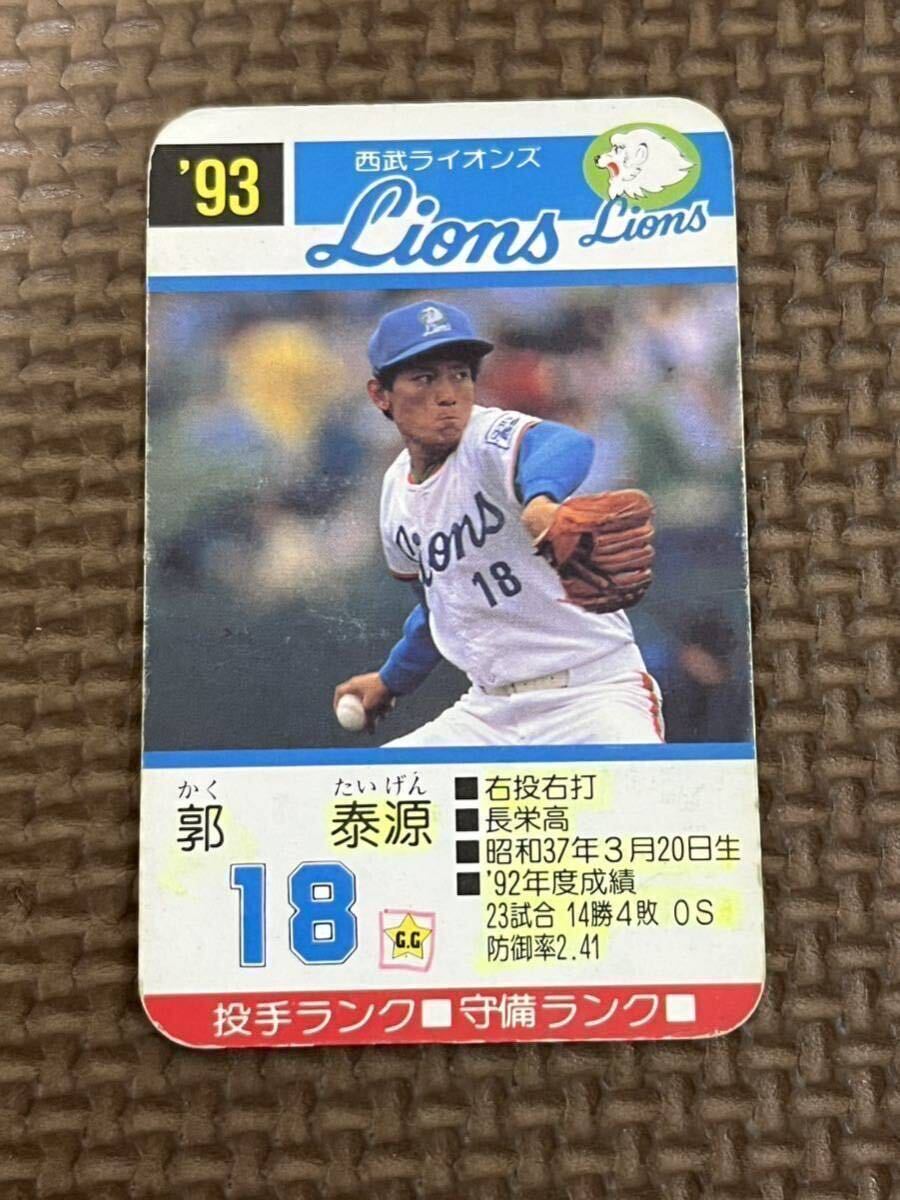 '93
西武ライオンズ
Lions
Lions
Lions
18
かく たいげん
郭 泰源
18
G.G
■右投右打
■長栄高
■昭和37年3月20日生
■'92年度成績
23試合 14勝4敗 0S
防御率2.41
投手ランク□ 守備ランク□